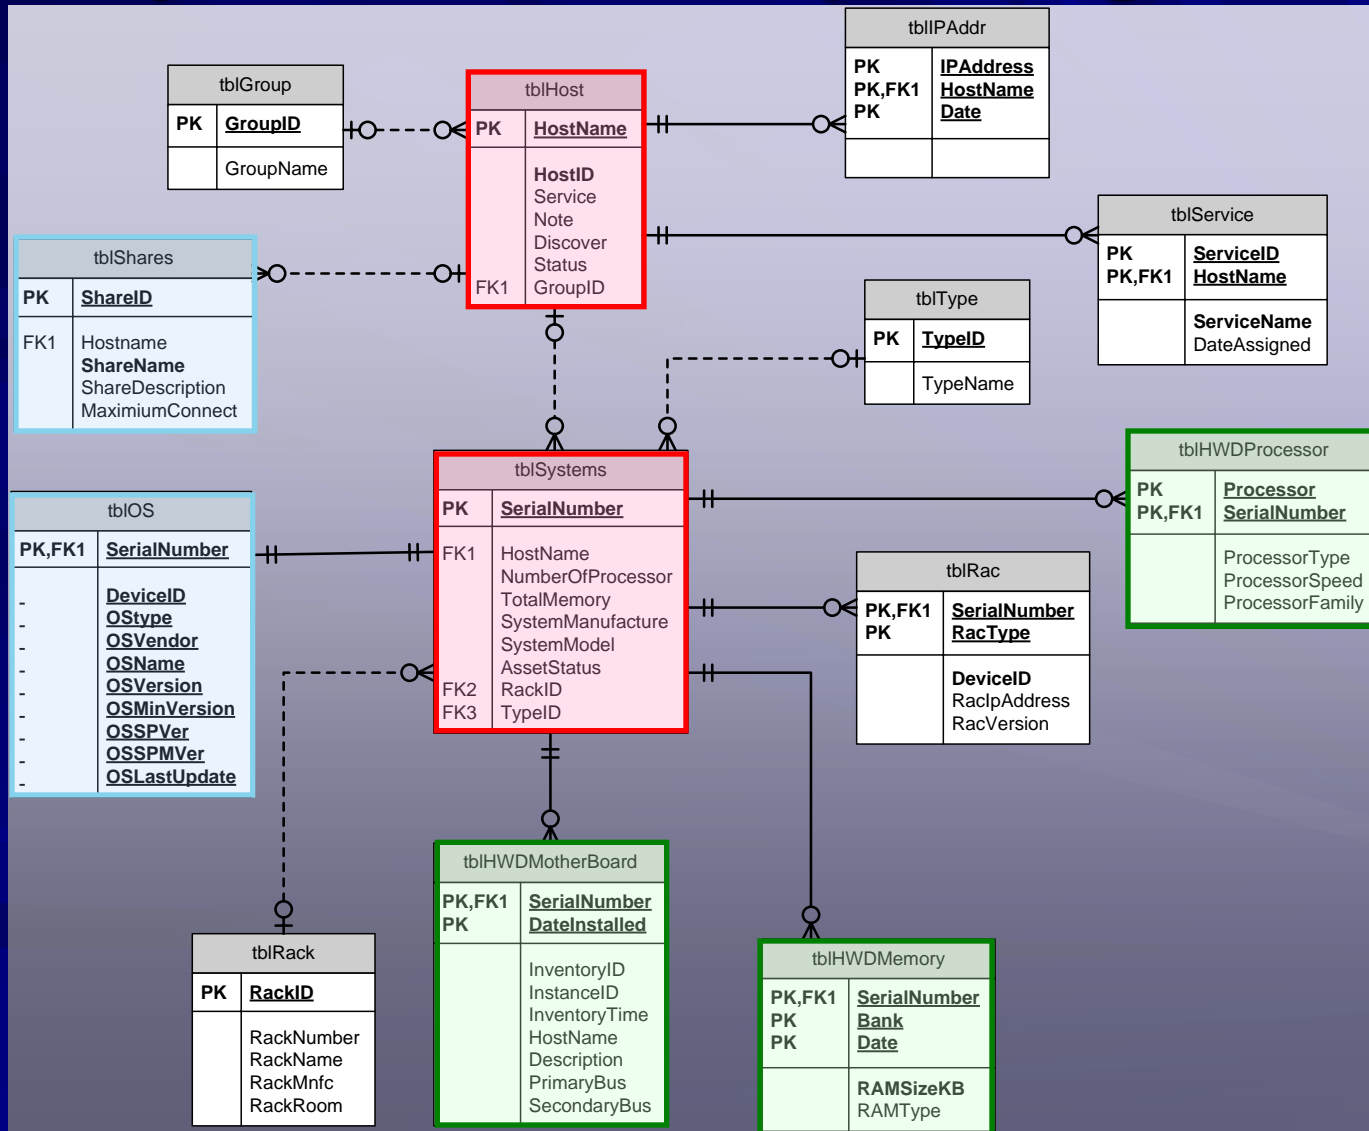 tblIPAddr
PK IPAddress
PK,FK1 HostName
PK Date
tblGroup
PK GroupID
GroupName
tblHost
PK HostName
HostID
Service
Note
Discover
Status
FK1 GroupID
tblService
PK ServiceID
PK,FK1 HostName
ServiceName
DateAssigned
tblShares
PK ShareID
FK1 Hostname
ShareName
ShareDescription
MaximiumConnect
tblType
PK TypeID
TypeName
tblSystems
PK SerialNumber
FK1 HostName
NumberOfProcessor
TotalMemory
SystemManufacture
SystemModel
AssetStatus
FK2 RackID
FK3 TypeID
tblHWDProcessor
PK Processor
PK,FK1 SerialNumber
ProcessorType
ProcessorSpeed
ProcessorFamily
tblOS
PK,FK1 SerialNumber
- DeviceID
- OStype
- OSVendor
- OSName
- OSVersion
- OSMinVersion
- OSSPVer
- OSSPMVer
- OSLastUpdate
tblRac
PK,FK1 SerialNumber
PK RacType
DeviceID
RacIpAddress
RacVersion
tblHWDMotherBoard
PK,FK1 SerialNumber
PK DateInstalled
InventoryID
InstanceID
InventoryTime
HostName
Description
PrimaryBus
SecondaryBus
tblRack
PK RackID
RackNumber
RackName
RackMnfc
RackRoom
tblHWDMemory
PK,FK1 SerialNumber
PK Bank
PK Date
RAMSizeKB
RAMType